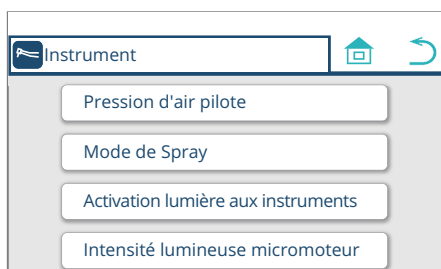 Instrument
Pression d'air pilote
Mode de Spray
Activation lumière aux instruments
Intensité lumineuse micromoteur